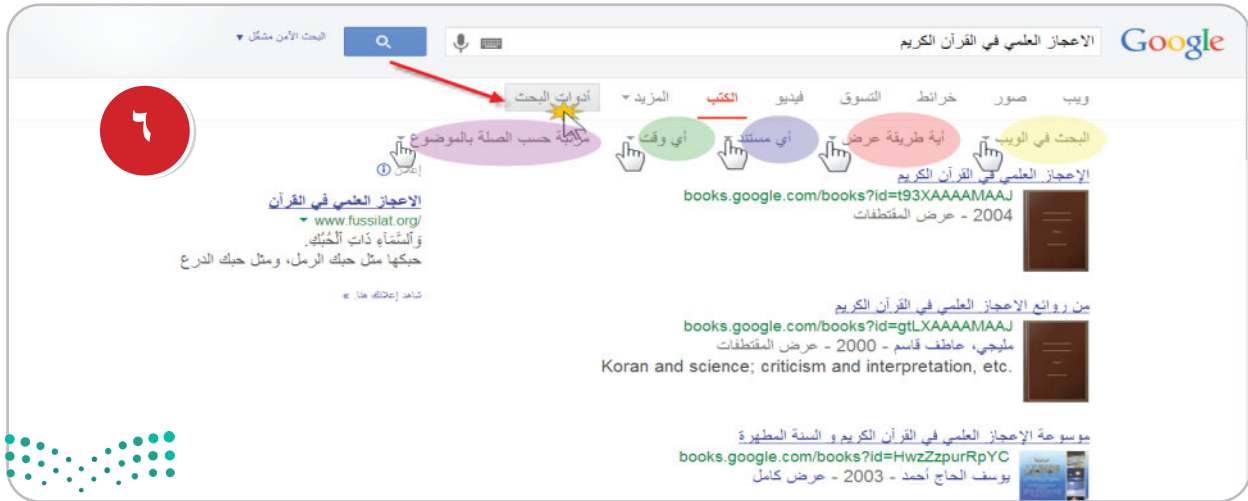 Google
الاعجاز العلمي في القرآن الكريم
البحث الآمن مشغّل
ويب صور خرائط التسوق فيديو الكتب المزيد أدوات البحث
٦
البحث في الويب أية طريقة عرض أي مستند أي وقت مرتبة حسب الصلة بالموضوع
الإعجاز العلمي في القرآن الكريم
books.google.com/books?id=t93XAAAAMAAJ
2004 - عرض المقتطفات
من روائع الاعجاز العلمي في القرآن الكريم
books.google.com/books?id=gtLXAAAAMAAJ
مليجي، عاطف قاسم - 2000 - عرض المقتطفات
Koran and science; criticism and interpretation, etc.
موسوعة الإعجاز العلمي في القرآن الكريم و السنة المطهرة
books.google.com/books?id=HwzZzpurRpYC
يوسف الحاج أحمد - 2003 - عرض كامل
إعلان
الاعجاز العلمي في القرآن
www.fussilat.org/
وَٱلسَّمَآءِ ذَاتِ ٱلْحُبُكِ.
حبكها مثل حبك الرمل، ومثل حبك الدرع
شاهد إعلانك هنا. »